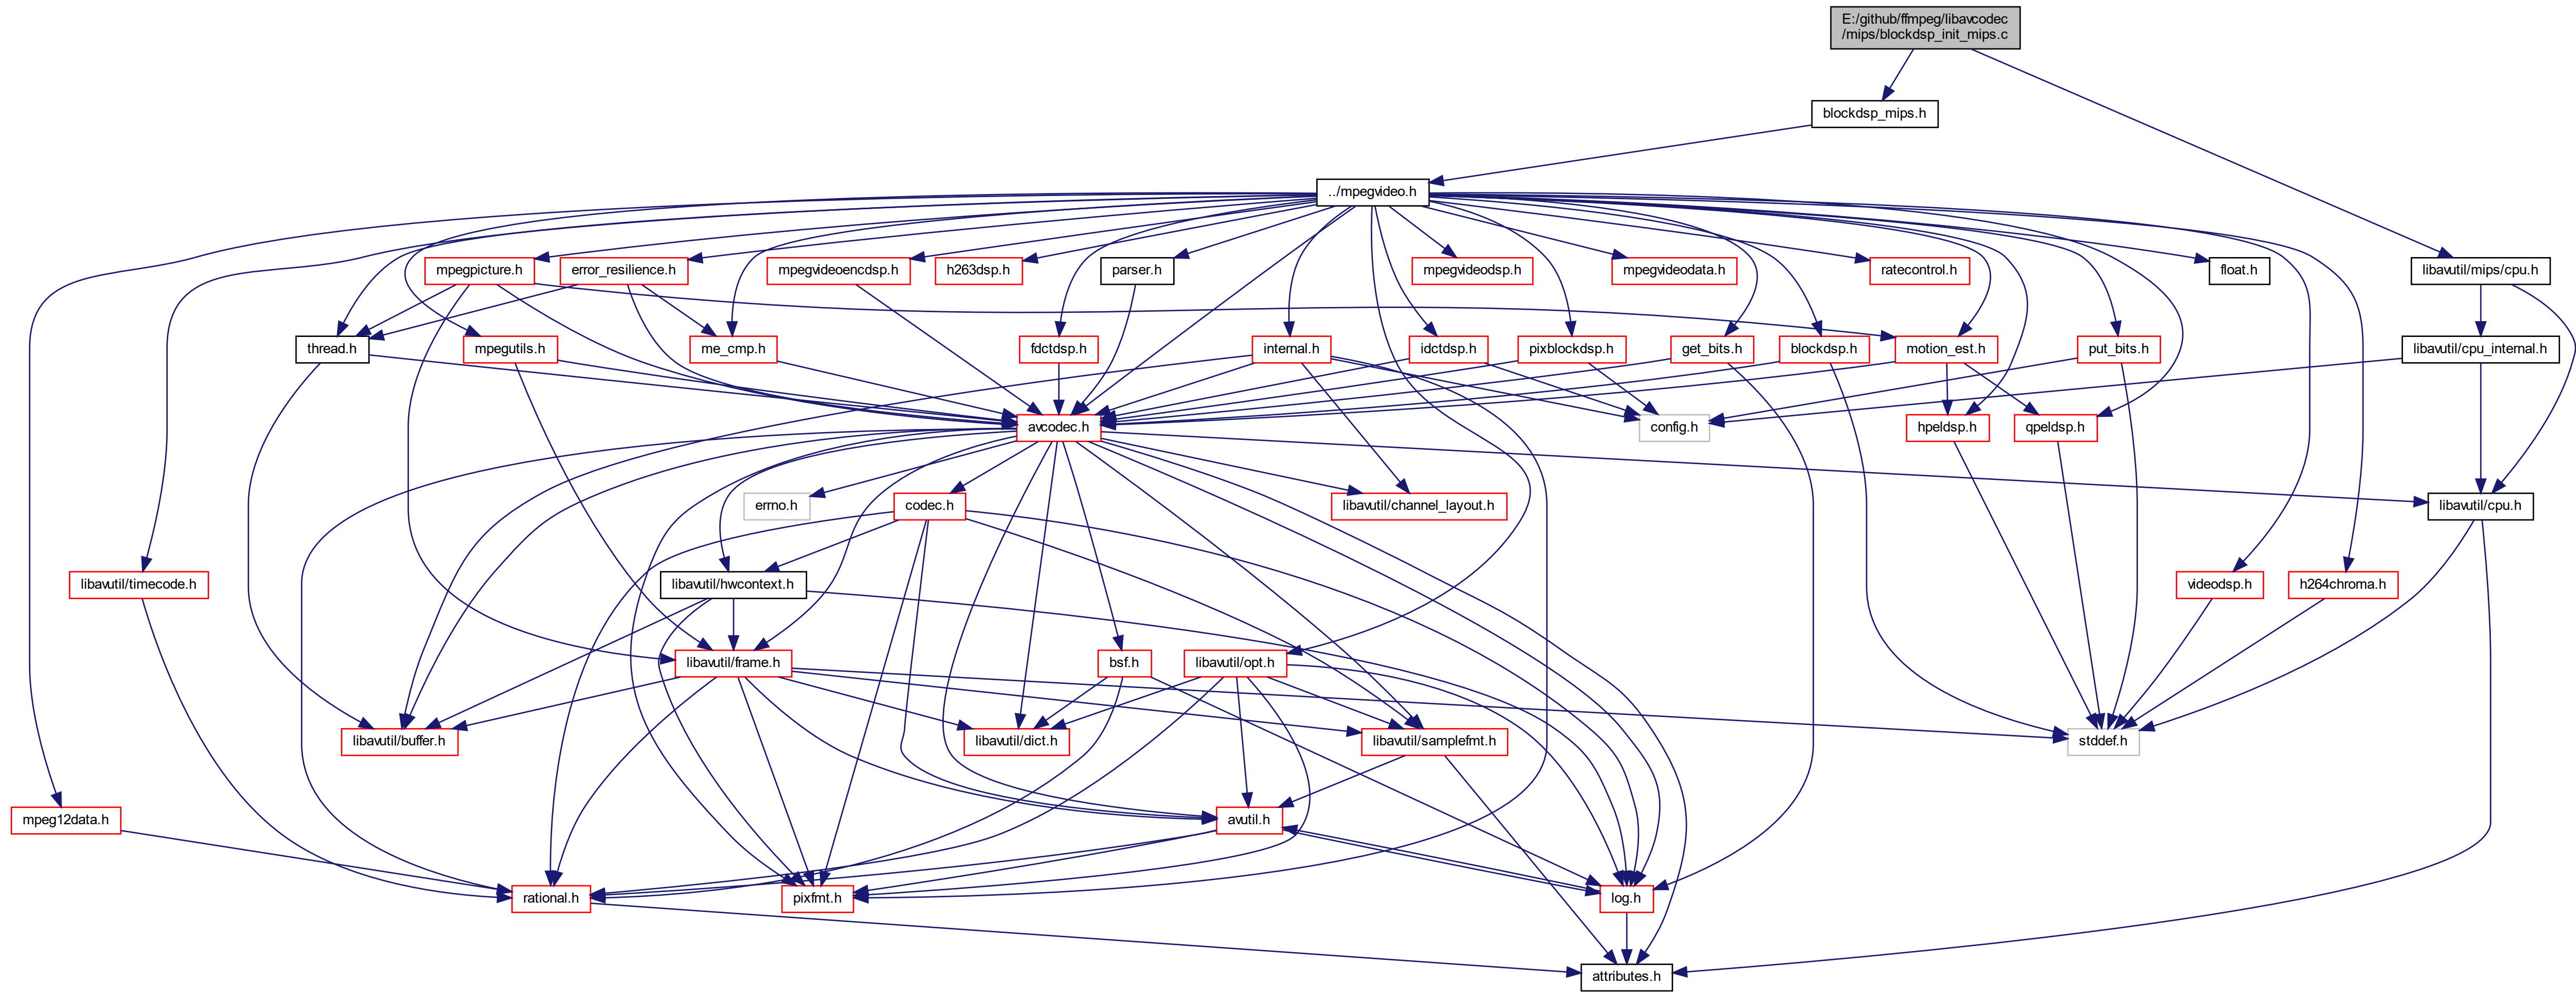 E:/github/ffmpeg/libavcodec
/mips/blockdsp_init_mips.c
blockdsp_mips.h
../mpegvideo.h
mpegpicture.h
error_resilience.h
mpegvideoencdsp.h
h263dsp.h
parser.h
mpegvideodsp.h
mpegvideodata.h
ratecontrol.h
float.h
libavutil/mips/cpu.h
thread.h
mpegutils.h
me_cmp.h
fdctdsp.h
internal.h
idctdsp.h
pixblockdsp.h
get_bits.h
blockdsp.h
motion_est.h
put_bits.h
libavutil/cpu_internal.h
avcodec.h
config.h
hpeldsp.h
qpeldsp.h
errno.h
codec.h
libavutil/channel_layout.h
libavutil/cpu.h
libavutil/timecode.h
libavutil/hwcontext.h
videodsp.h
h264chroma.h
libavutil/frame.h
bsf.h
libavutil/opt.h
libavutil/buffer.h
libavutil/dict.h
libavutil/samplefmt.h
stddef.h
mpeg12data.h
avutil.h
rational.h
pixfmt.h
log.h
attributes.h